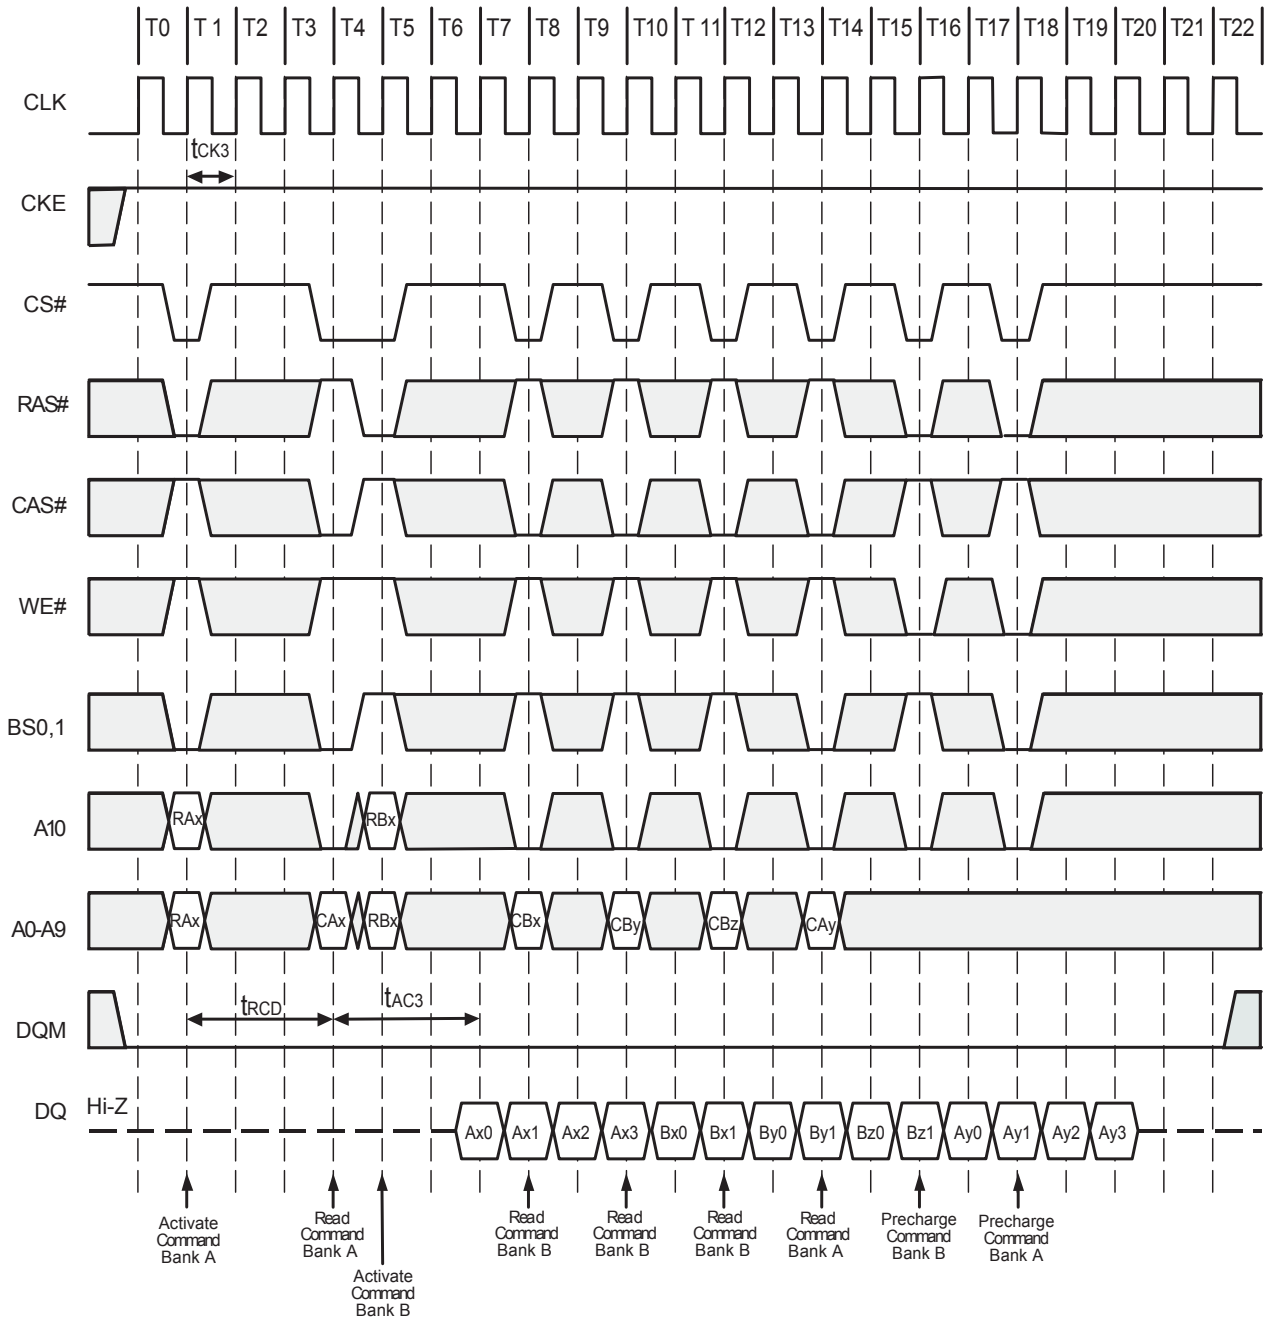 T0 T 1 T2 T3 T4 T5 T6 T7 T8 T9 T10 T 11 T12 T13 T14 T15 T16 T17 T18 T19 T20 T21 T22
CLK
tCK3
CKE
CS#
RAS#
CAS#
WE#
BS0,1
A10 RAx RBx
A0-A9 RAx CAx RBx CBx CBy CBz CAy
tRCD tAC3
DQM
DQ Hi-Z Ax0 Ax1 Ax2 Ax3 Bx0 Bx1 By0 By1 Bz0 Bz1 Ay0 Ay1 Ay2 Ay3
Activate
Command
Bank A
Read
Command
Bank A
Activate
Command
Bank B
Read
Command
Bank B
Read
Command
Bank B
Read
Command
Bank B
Read
Command
Bank A
Precharge
Command
Bank B
Precharge
Command
Bank A